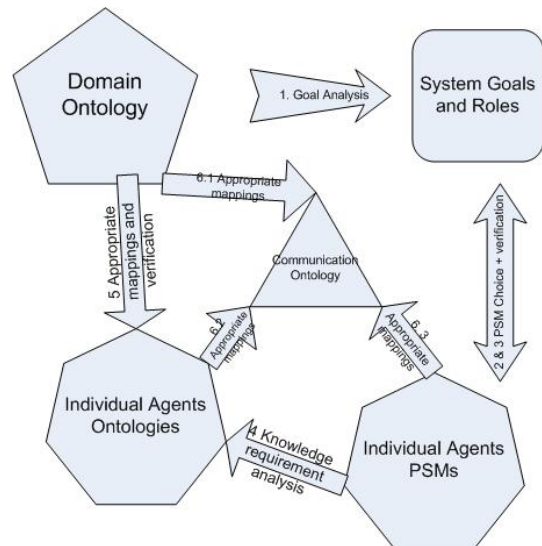 Domain
Ontology
1. Goal Analysis
System Goals
and Roles
6.1 Appropriate
mappings
5 Appropriate
mappings and
verification
Communication
Ontology
2 & 3 PSM Choice + verification
6.2
Appropriate
mappings
6.3
Appropriate
mappings
Individual Agents
Ontologies
4 Knowledge
requirement
analysis
Individual Agents
PSMs